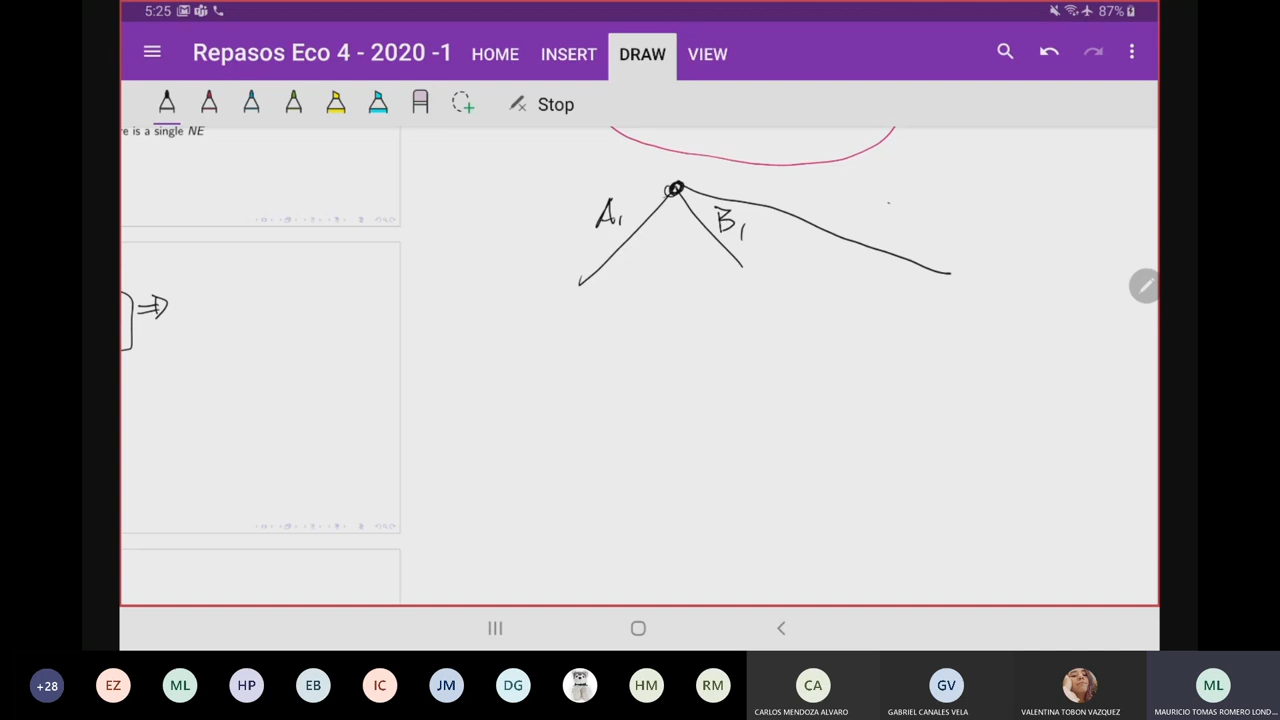 5:25 87%
Repasos Eco 4 - 2020 -1 HOME INSERT DRAW VIEW
Stop
re is a single NE
A1 B1
+28 EZ ML HP EB IC JM DG HM RM CA GV ML
CARLOS MENDOZA ALVARO GABRIEL CANALES VELA VALENTINA TOBON VAZQUEZ MAURICIO TOMAS ROMERO LOND...